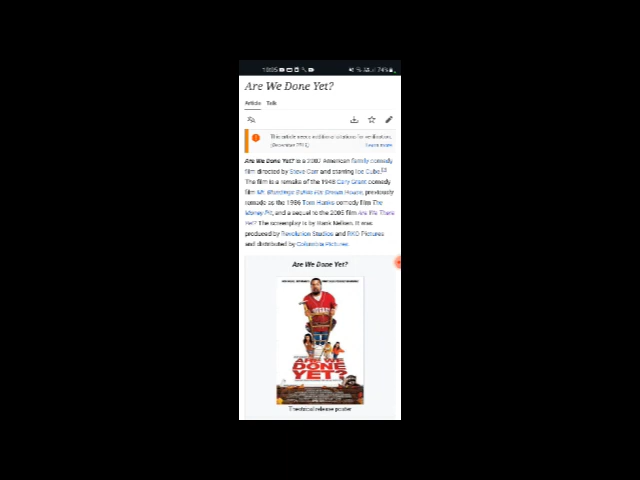 10:05
74%
Are We Done Yet?
Article Talk
This article needs additional citations for verification.
Learn more
Are We Done Yet? is a 2007 American family comedy
film directed by Steve Carr and starring Ice Cube.
The film is a remake of the 1948 Cary Grant comedy
film Mr. Blandings Builds His Dream House, previously
remade as the 1986 Tom Hanks comedy film The
Money Pit, and a sequel to the 2005 film Are We There
Yet? The screenplay is by Hank Nelken. It was
produced by Revolution Studios and RKO Pictures
and distributed by Columbia Pictures.
Are We Done Yet?
ARE WE
DONE
YET?
Theatrical release poster